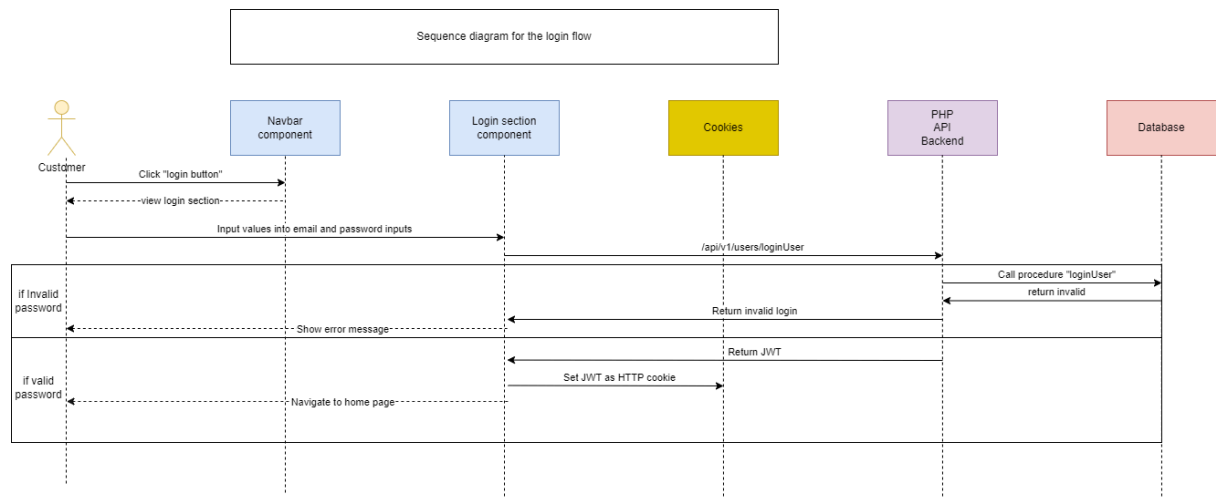 Sequence diagram for the login flow
Customer
Navbar
component
Login section
component
Cookies
PHP
API
Backend
Database
Click "login button"
view login section
Input values into email and password inputs
/api/v1/users/loginUser
if Invalid
password
Call procedure "loginUser"
return invalid
Return invalid login
Show error message
if valid
password
Return JWT
Set JWT as HTTP cookie
Navigate to home page